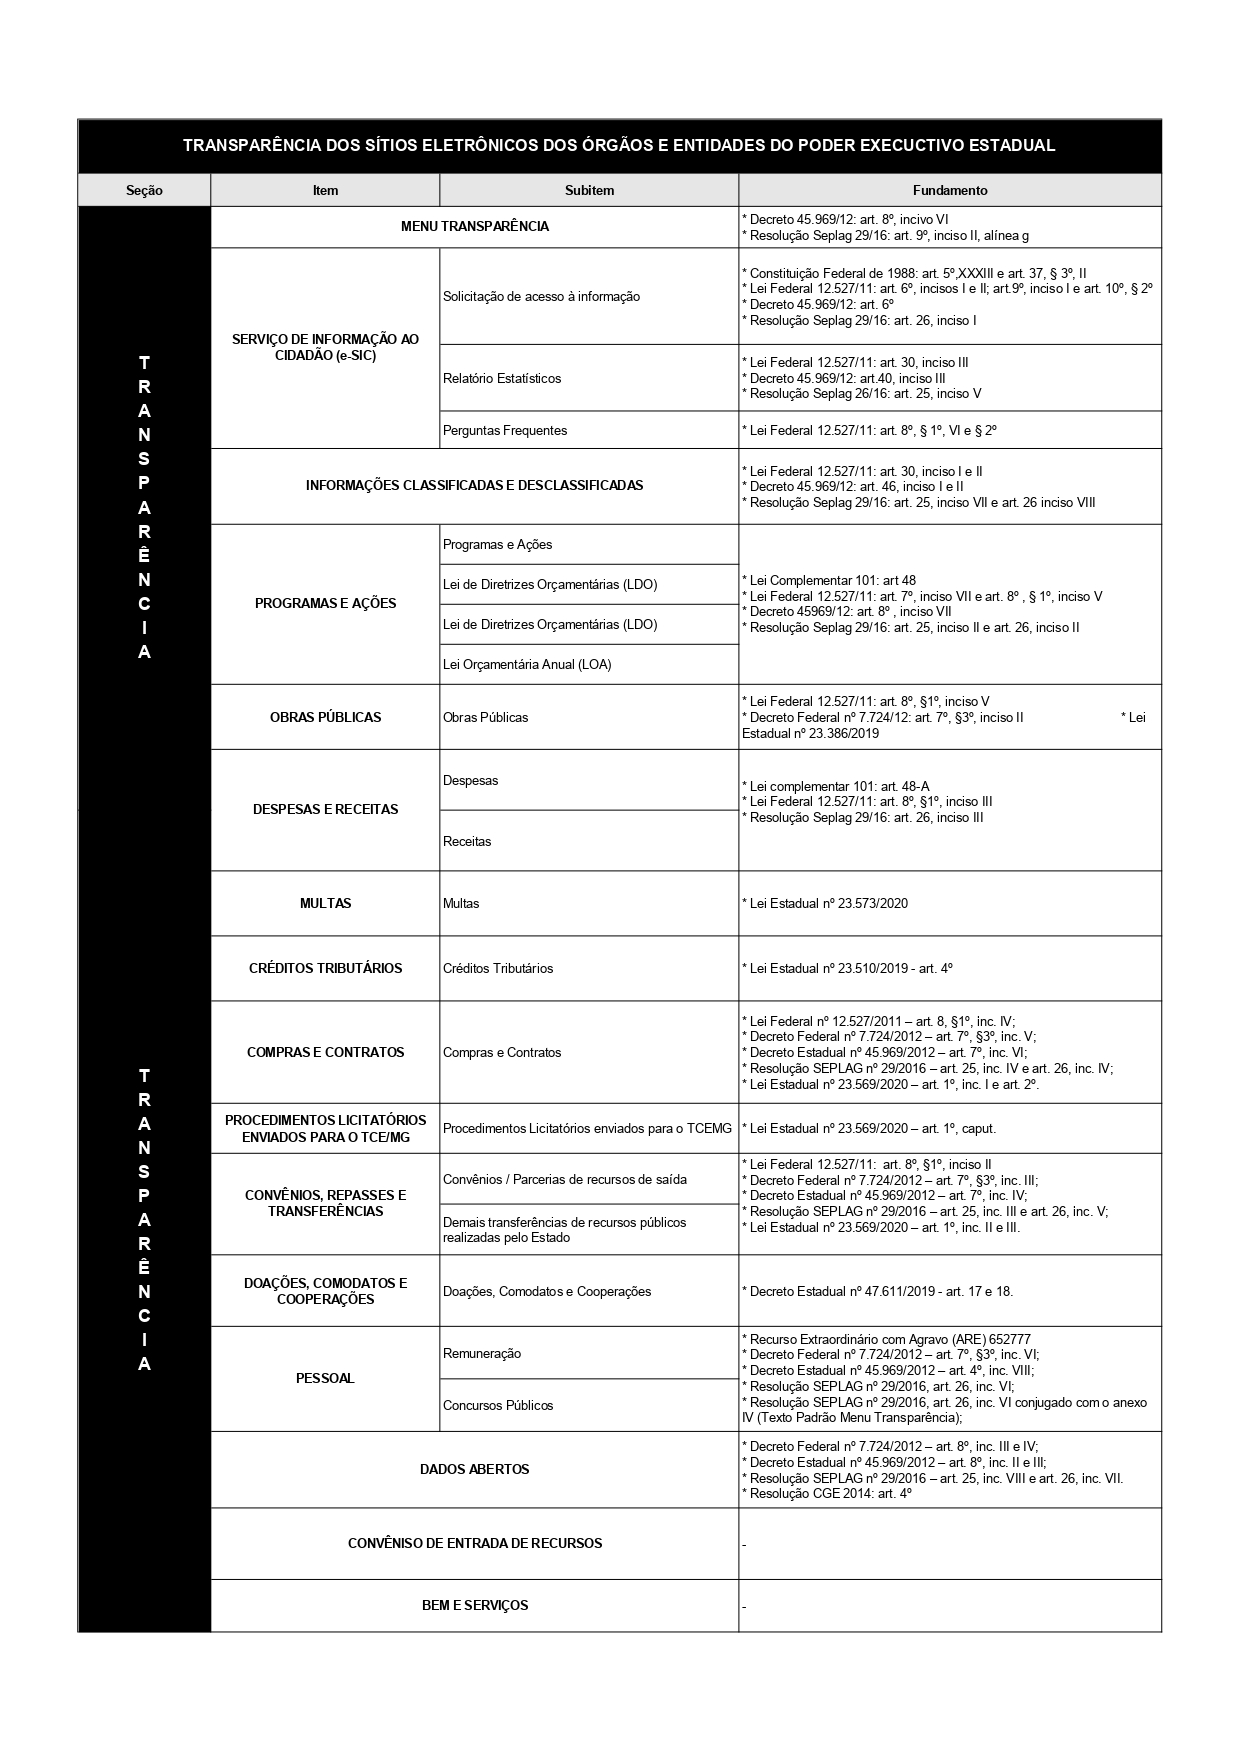 TRANSPARÊNCIA DOS SÍTIOS ELETRÔNICOS DOS ÓRGÃOS E ENTIDADES DO PODER EXECUCTIVO ESTADUAL
Seção Item Subitem Fundamento
TRANSPARÊNCIA
MENU TRANSPARÊNCIA
* Decreto 45.969/12: art. 8º, incivo VI
* Resolução Seplag 29/16: art. 9º, inciso II, alínea g
SERVIÇO DE INFORMAÇÃO AO
CIDADÃO (e-SIC)
Solicitação de acesso à informação
* Constituição Federal de 1988: art. 5º,XXXIII e art. 37, § 3º, II
* Lei Federal 12.527/11: art. 6º, incisos I e II; art.9º, inciso I e art. 10º, § 2º
* Decreto 45.969/12: art. 6º
* Resolução Seplag 29/16: art. 26, inciso I
Relatório Estatísticos
* Lei Federal 12.527/11: art. 30, inciso III
* Decreto 45.969/12: art.40, inciso III
* Resolução Seplag 26/16: art. 25, inciso V
Perguntas Frequentes
* Lei Federal 12.527/11: art. 8º, § 1º, VI e § 2º
INFORMAÇÕES CLASSIFICADAS E DESCLASSIFICADAS
* Lei Federal 12.527/11: art. 30, inciso I e II
* Decreto 45.969/12: art. 46, inciso I e II
* Resolução Seplag 29/16: art. 25, inciso VII e art. 26 inciso VIII
PROGRAMAS E AÇÕES
Programas e Ações
Lei de Diretrizes Orçamentárias (LDO)
Lei de Diretrizes Orçamentárias (LDO)
Lei Orçamentária Anual (LOA)
* Lei Complementar 101: art 48
* Lei Federal 12.527/11: art. 7º, inciso VII e art. 8º , § 1º, inciso V
* Decreto 45969/12: art. 8º , inciso VII
* Resolução Seplag 29/16: art. 25, inciso II e art. 26, inciso II
OBRAS PÚBLICAS
Obras Públicas
* Lei Federal 12.527/11: art. 8º, §1º, inciso V
* Decreto Federal nº 7.724/12: art. 7º, §3º, inciso II * Lei
Estadual nº 23.386/2019
DESPESAS E RECEITAS
Despesas
Receitas
* Lei complementar 101: art. 48-A
* Lei Federal 12.527/11: art. 8º, §1º, inciso III
* Resolução Seplag 29/16: art. 26, inciso III
MULTAS
Multas
* Lei Estadual nº 23.573/2020
TRANSPARÊNCIA
CRÉDITOS TRIBUTÁRIOS
Créditos Tributários
* Lei Estadual nº 23.510/2019 - art. 4º
COMPRAS E CONTRATOS
Compras e Contratos
* Lei Federal nº 12.527/2011 – art. 8, §1º, inc. IV;
* Decreto Federal nº 7.724/2012 – art. 7º, §3º, inc. V;
* Decreto Estadual nº 45.969/2012 – art. 7º, inc. VI;
* Resolução SEPLAG nº 29/2016 – art. 25, inc. IV e art. 26, inc. IV;
* Lei Estadual nº 23.569/2020 – art. 1º, inc. I e art. 2º.
PROCEDIMENTOS LICITATÓRIOS
ENVIADOS PARA O TCE/MG
Procedimentos Licitatórios enviados para o TCEMG
* Lei Estadual nº 23.569/2020 – art. 1º, caput.
CONVÊNIOS, REPASSES E
TRANSFERÊNCIAS
Convênios / Parcerias de recursos de saída
Demais transferências de recursos públicos
realizadas pelo Estado
* Lei Federal 12.527/11: art. 8º, §1º, inciso II
* Decreto Federal nº 7.724/2012 – art. 7º, §3º, inc. III;
* Decreto Estadual nº 45.969/2012 – art. 7º, inc. IV;
* Resolução SEPLAG nº 29/2016 – art. 25, inc. III e art. 26, inc. V;
* Lei Estadual nº 23.569/2020 – art. 1º, inc. II e III.
DOAÇÕES, COMODATOS E
COOPERAÇÕES
Doações, Comodatos e Cooperações
* Decreto Estadual nº 47.611/2019 - art. 17 e 18.
PESSOAL
Remuneração
Concursos Públicos
* Recurso Extraordinário com Agravo (ARE) 652777
* Decreto Federal nº 7.724/2012 – art. 7º, §3º, inc. VI;
* Decreto Estadual nº 45.969/2012 – art. 4º, inc. VIII;
* Resolução SEPLAG nº 29/2016, art. 26, inc. VI;
* Resolução SEPLAG nº 29/2016, art. 26, inc. VI conjugado com o anexo
IV (Texto Padrão Menu Transparência);
DADOS ABERTOS
* Decreto Federal nº 7.724/2012 – art. 8º, inc. III e IV;
* Decreto Estadual nº 45.969/2012 – art. 8º, inc. II e III;
* Resolução SEPLAG nº 29/2016 – art. 25, inc. VIII e art. 26, inc. VII.
* Resolução CGE 2014: art. 4º
CONVÊNISO DE ENTRADA DE RECURSOS
-
BEM E SERVIÇOS
-